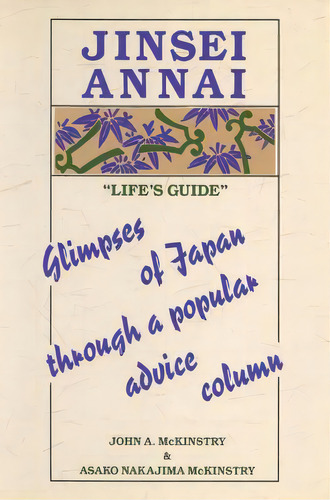 JINSEI
ANNAI
"LIFE'S GUIDE"
Glimpses
of Japan
through a popular
advice column
JOHN A. McKINSTRY
&
ASAKO NAKAJIMA McKINSTRY